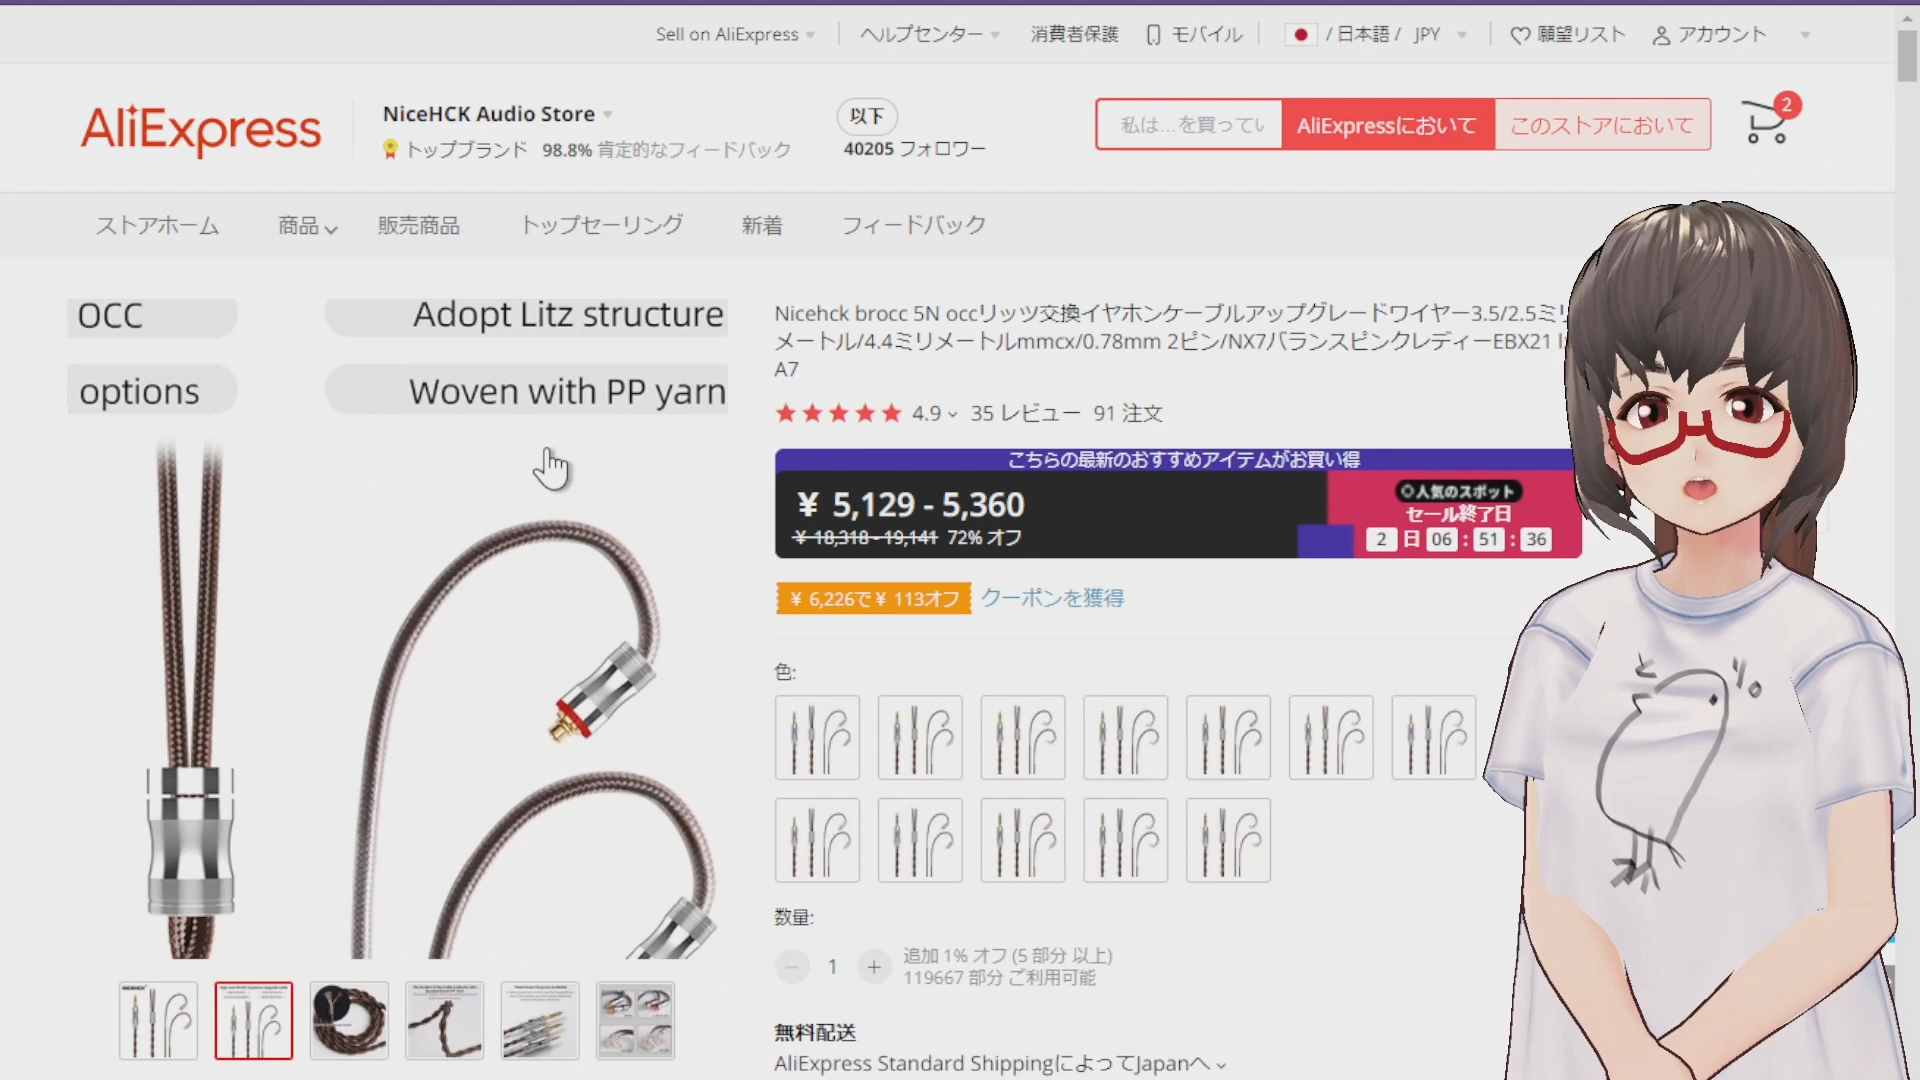 Sell on AliExpress
ヘルプセンター
消費者保護
モバイル
/ 日本語 / JPY
願望リスト
アカウント
AliExpress
NiceHCK Audio Store
トップブランド 98.8% 肯定的なフィードバック
以下
40205 フォロワー
私は...を買ってい
AliExpressにおいて
このストアにおいて
2
ストアホーム
商品
販売商品
トップセーリング
新着
フィードバック
OCC
Adopt Litz structure
options
Woven with PP yarn
Nicehck brocc 5N occリッツ交換イヤホンケーブルアップグレードワイヤー3.5/2.5ミリ
メートル/4.4ミリメートルmmcx/0.78mm 2ピン/NX7バランスピンクレディーEBX21
A7
4.9 35 レビュー 91 注文
こちらの最新のおすすめアイテムがお買い得
¥ 5,129 - 5,360
¥ 18,318 - 19,141 72% オフ
人気のスポット
セール終了日
2 日 06 : 51 : 36
¥ 6,226で¥ 113オフ
クーポンを獲得
色:
とり。
数量:
1
追加 1% オフ (5 部分 以上)
119667 部分 ご利用可能
無料配送
AliExpress Standard ShippingによってJapanへ